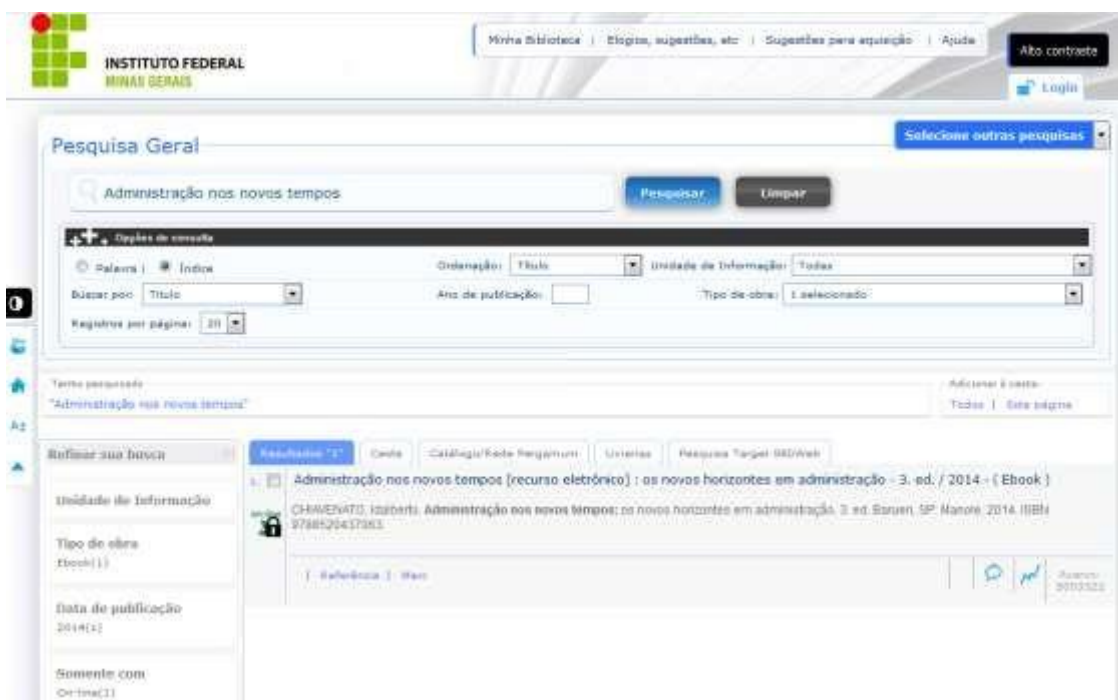 Minha Biblioteca | Elogios, sugestões, etc | Sugestões para aquisição | Ajuda
Alto contraste
INSTITUTO FEDERAL
MINAS GERAIS
Login
Selecione outras pesquisas
Pesquisa Geral
Administração nos novos tempos
Pesquisar
Limpar
Opções de consulta
Palavra | Índice
Ordenação: Título
Unidade de Informação: Todas
Buscar por: Título
Ano de publicação:
Tipo de obra: 1 selecionado
Registros por página: 20
Termo pesquisado
"Administração nos novos tempos"
Adicionar à cesta
Todos | Esta página
Refinar sua busca
Resultados "1"
Cesta
Catálogo/Rede Pergamum
Livrarias
Pesquisa Target GEDWeb
1.
Administração nos novos tempos [recurso eletrônico] : os novos horizontes em administração - 3. ed. / 2014 - ( Ebook )
CHIAVENATO, Idalberto. Administração nos novos tempos: os novos horizontes em administração. 3. ed. Barueri, SP: Manole, 2014. ISBN
| Referência | Marc
Acervo
Unidade de Informação
Tipo de obra
Ebook(1)
Data de publicação
2014(1)
Somente com
On-line(1)